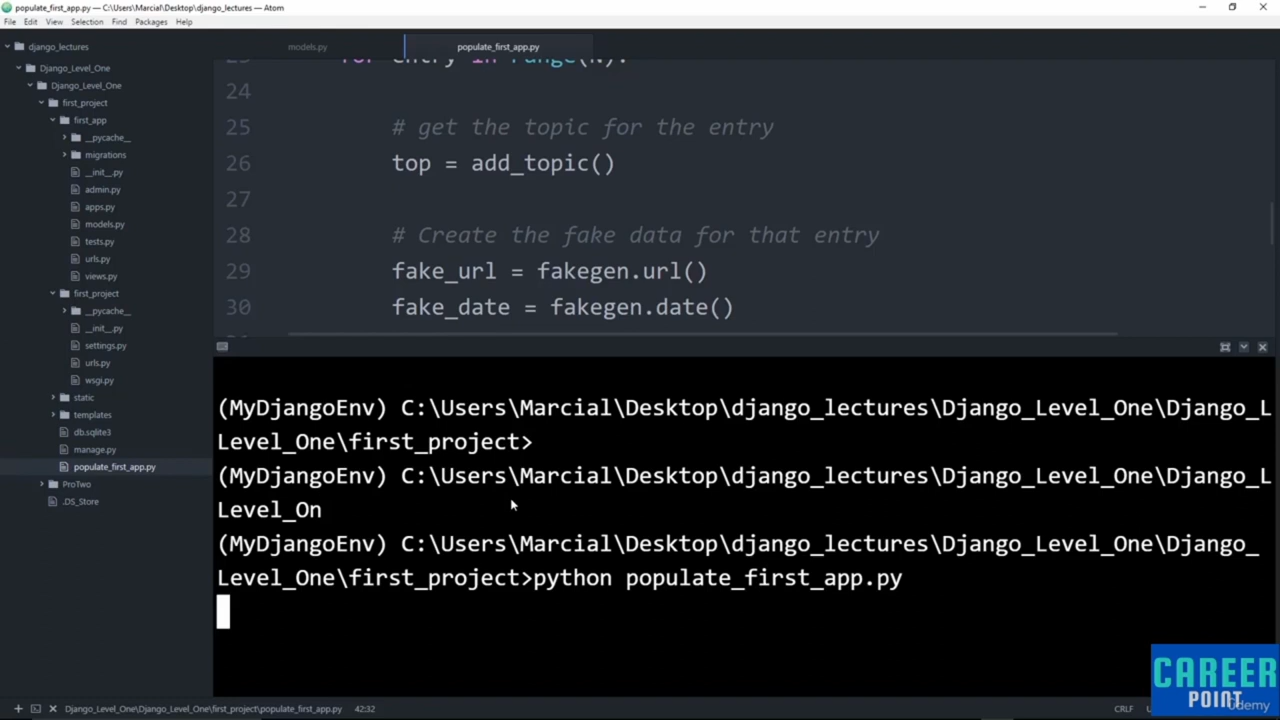 populate_first_app.py — C:\Users\Marcial\Desktop\django_lectures — Atom
File Edit View Selection Find Packages Help
django_lectures
Django_Level_One
Django_Level_One
first_project
first_app
__pycache__
migrations
__init__.py
admin.py
apps.py
models.py
tests.py
urls.py
views.py
first_project
__pycache__
__init__.py
settings.py
urls.py
wsgi.py
static
templates
db.sqlite3
manage.py
populate_first_app.py
ProTwo
.DS_Store
models.py populate_first_app.py
23 for entry in range(N):
24
25 # get the topic for the entry
26 top = add_topic()
27
28 # Create the fake data for that entry
29 fake_url = fakegen.url()
30 fake_date = fakegen.date()
(MyDjangoEnv) C:\Users\Marcial\Desktop\django_lectures\Django_Level_One\Django_L
Level_One\first_project>
(MyDjangoEnv) C:\Users\Marcial\Desktop\django_lectures\Django_Level_One\Django_L
Level_On
(MyDjangoEnv) C:\Users\Marcial\Desktop\django_lectures\Django_Level_One\Django_
Level_One\first_project>python populate_first_app.py
Django_Level_One\Django_Level_One\first_project\populate_first_app.py 42:32
CRLF
CAREER
POINT
Udemy